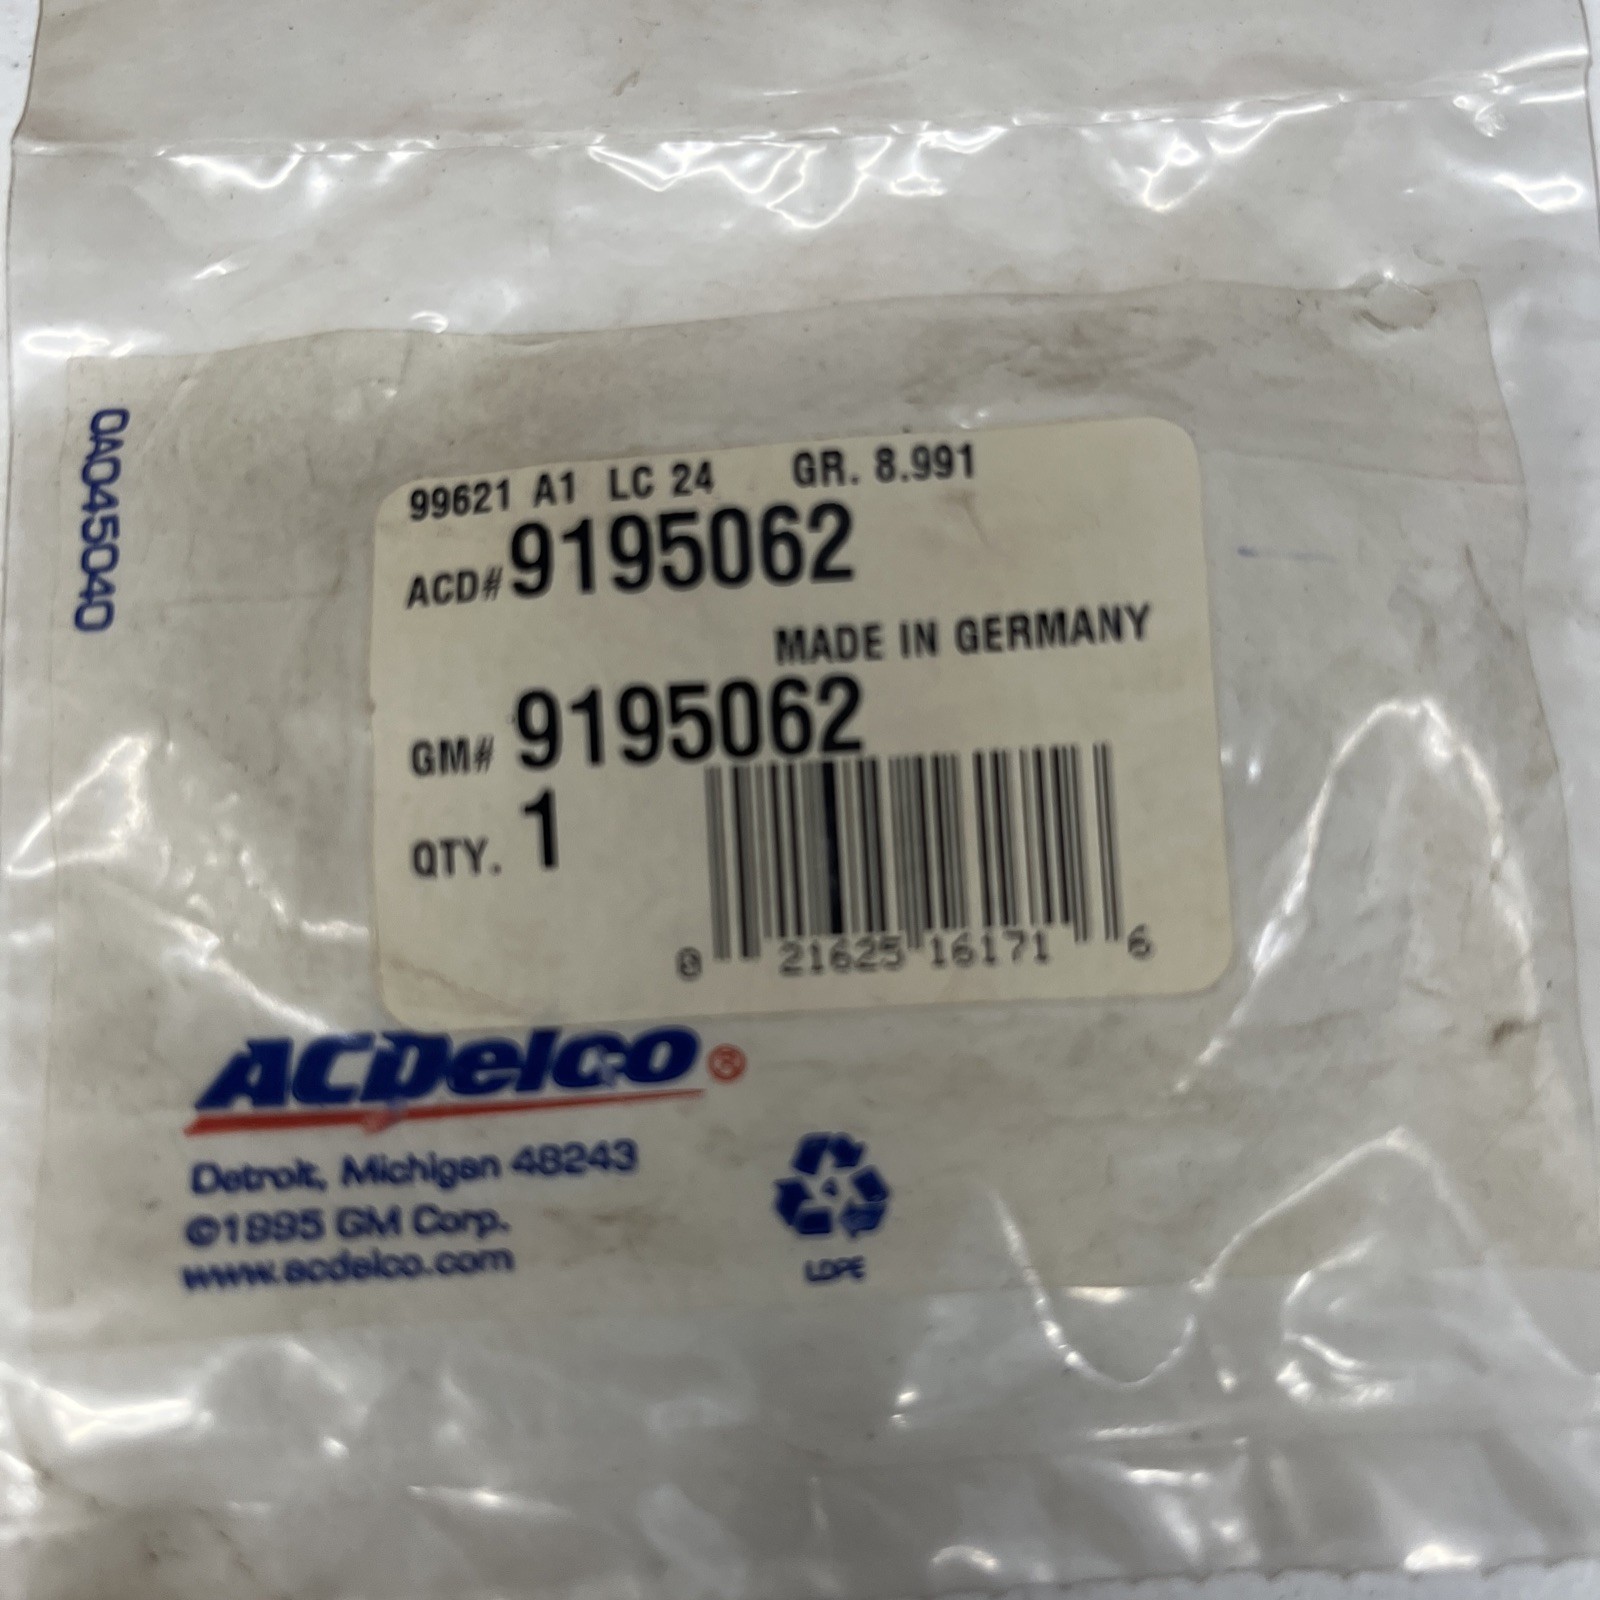 0A045040
99621 A1 LC 24 GR. 8.991
ACD# 9195062
MADE IN GERMANY
GM# 9195062
QTY. 1
0 21625 16171 6
ACDelco®
Detroit, Michigan 48243
©1995 GM Corp.
www.acdelco.com
4
LDPE